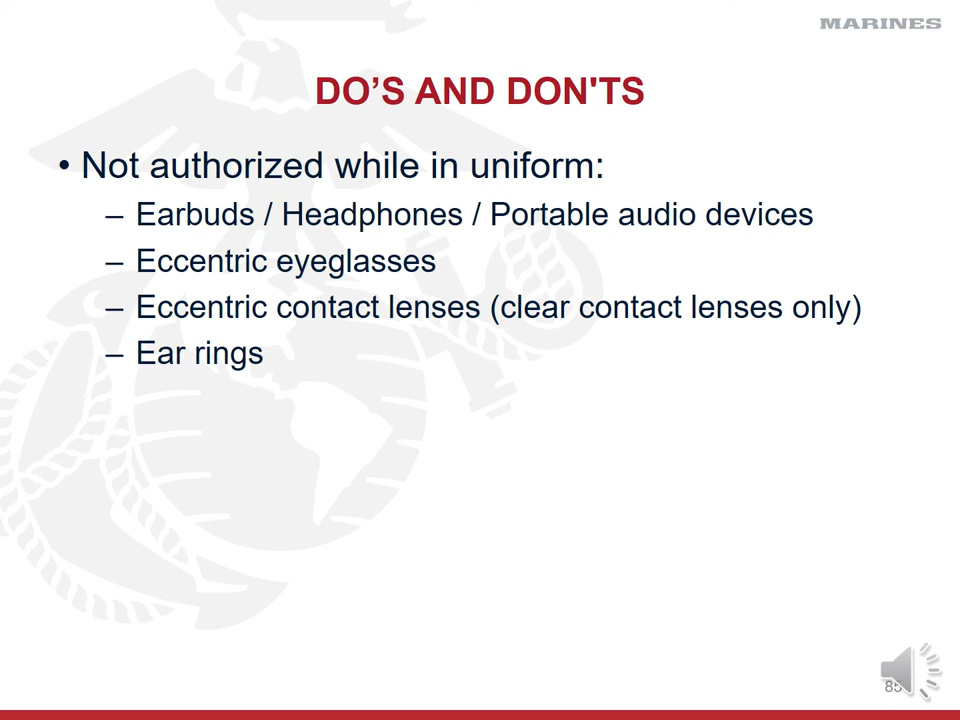 MARINES
DO’S AND DON'TS
• Not authorized while in uniform:
– Earbuds / Headphones / Portable audio devices
– Eccentric eyeglasses
– Eccentric contact lenses (clear contact lenses only)
– Ear rings